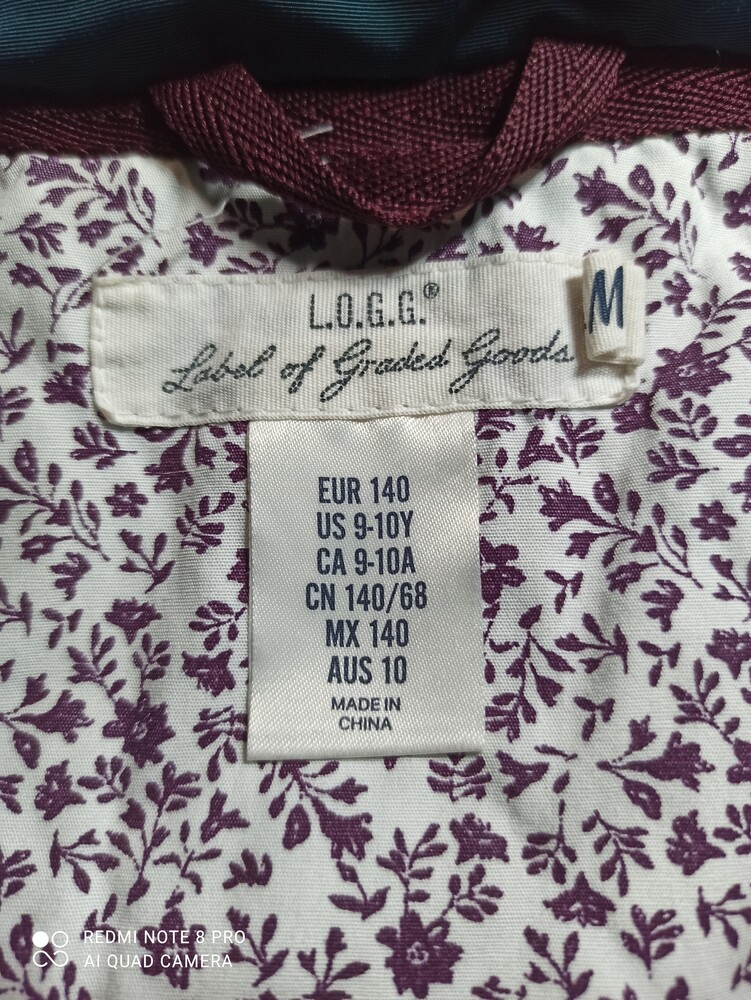 L.O.G.G.®
Label of Graded Goods
M
EUR 140
US 9-10Y
CA 9-10A
CN 140/68
MX 140
AUS 10
MADE IN
CHINA
REDMI NOTE 8 PRO
AI QUAD CAMERA